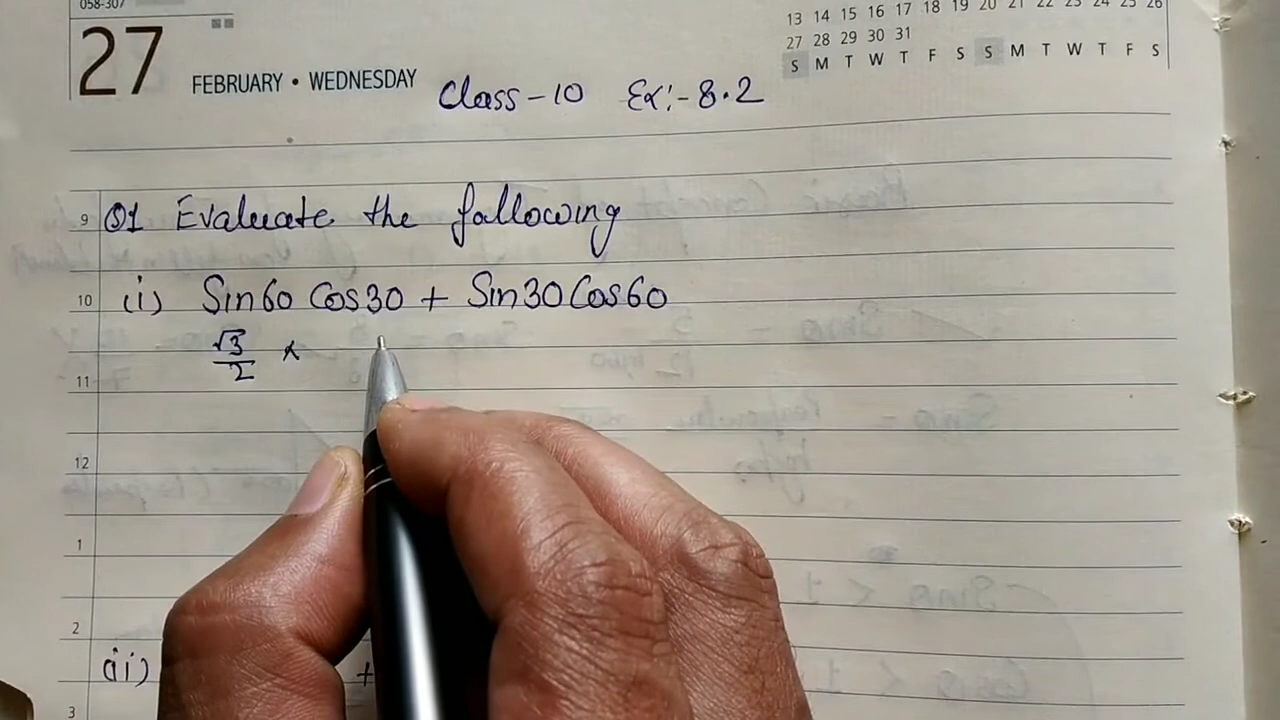 058-307
27
FEBRUARY • WEDNESDAY
13 14 15 16 17 18 19 20 21 22 23 24 25 26
27 28 29 30 31
S M T W T F S S M T W T F S
Class-10 Ex:-8.2
9 Q1 Evaluate the following
10 (i) Sin60 Cos30 + Sin30 Cos60
√3/2 ×
11
12
1
2
(ii) +
3